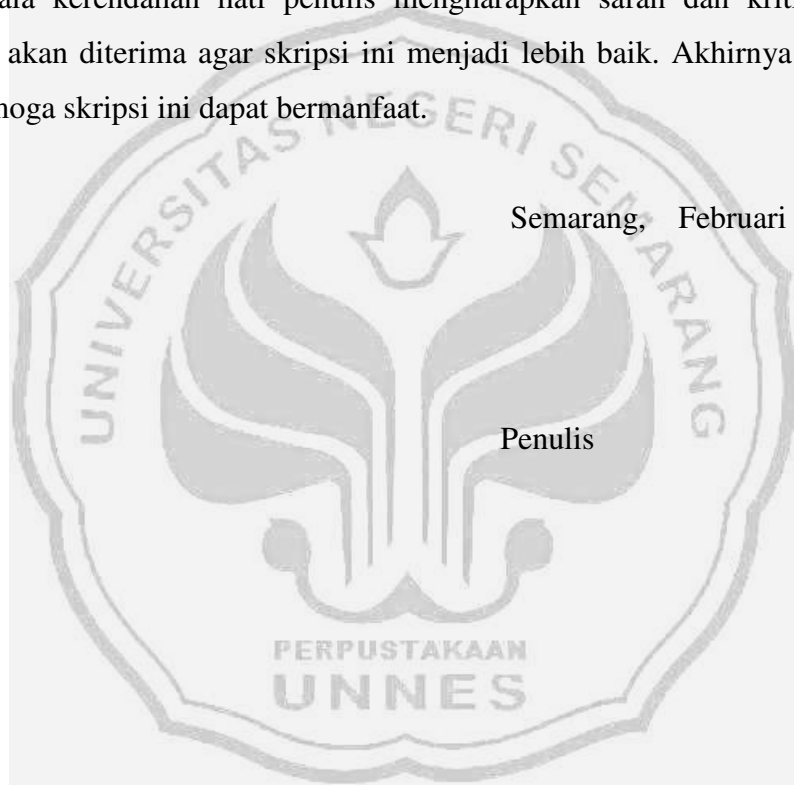 kerendahan hati penulis mengharapkan saran dan
akan diterima agar skripsi ini menjadi lebih baik. Akhirnya
skripsi ini dapat bermanfaat.
UNIVERSITAS NEGERI SEMARANG
Semarang, Februari
Penulis
PERPUSTAKAAN
UNNES